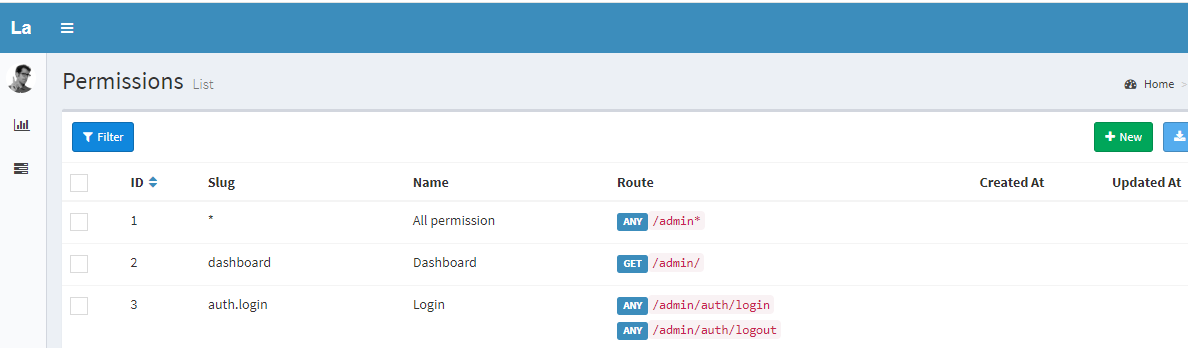 La
Permissions List
Home >
Filter
+ New
ID Slug Name Route Created At Updated At
1 * All permission ANY /admin*
2 dashboard Dashboard GET /admin/
3 auth.login Login ANY /admin/auth/login
ANY /admin/auth/logout